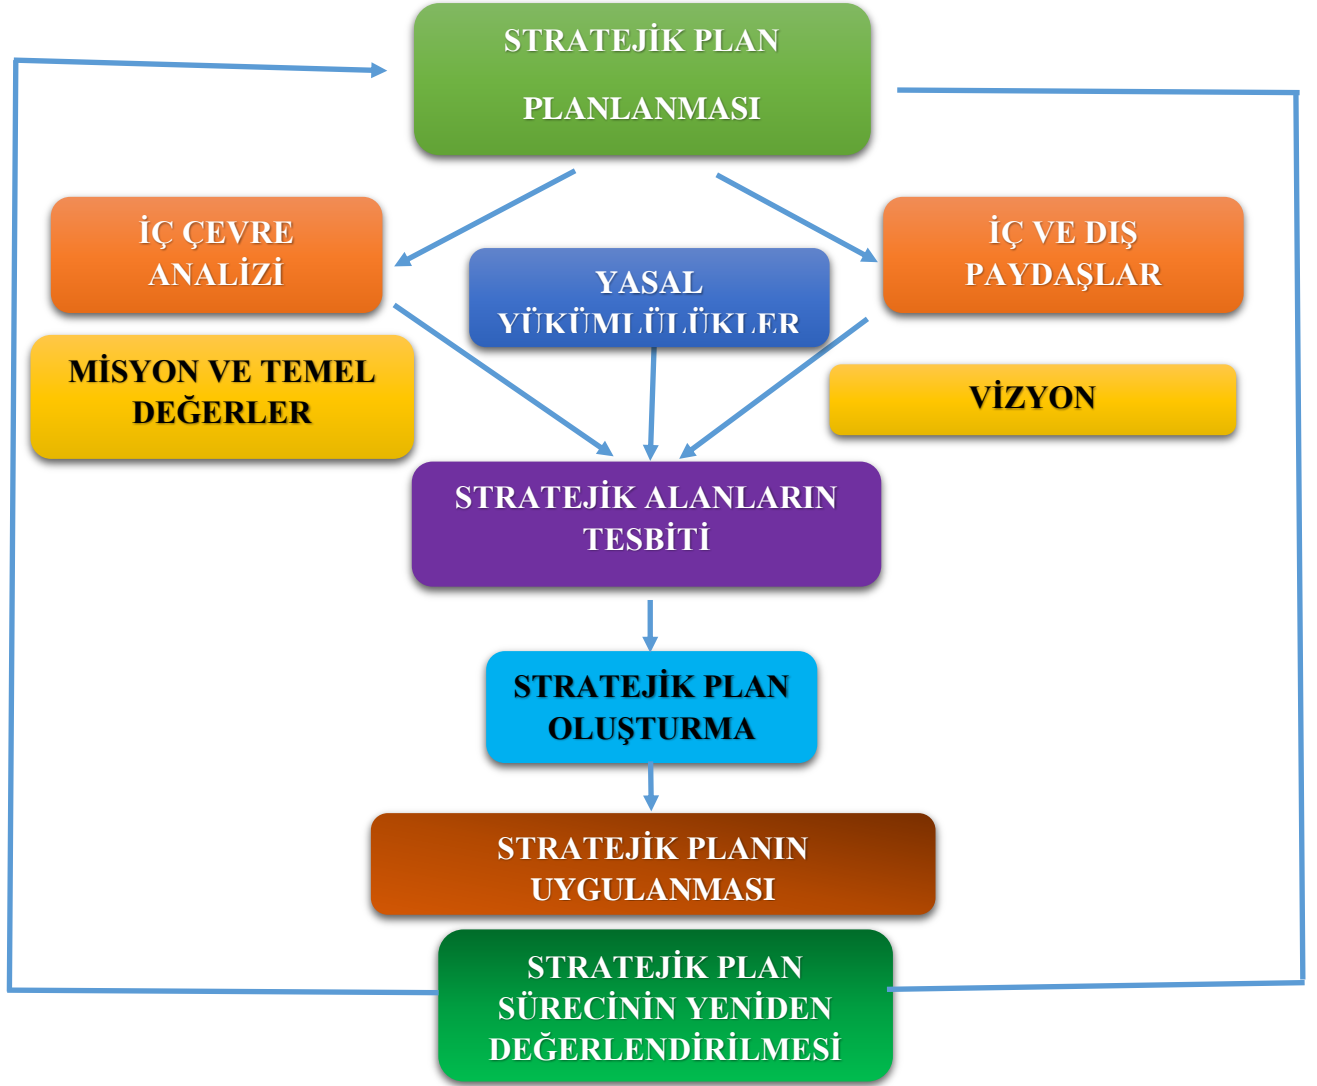 STRATEJİK PLAN
PLANLANMASI
İÇ ÇEVRE
ANALİZİ
İÇ VE DIŞ
PAYDAŞLAR
YASAL
YÜKÜMLÜLÜKLER
MİSYON VE TEMEL
DEĞERLER
VİZYON
STRATEJİK ALANLARIN
TESBİTİ
STRATEJİK PLAN
OLUŞTURMA
STRATEJİK PLANIN
UYGULANMASI
STRATEJİK PLAN
SÜRECİNİN YENİDEN
DEĞERLENDİRİLMESİ